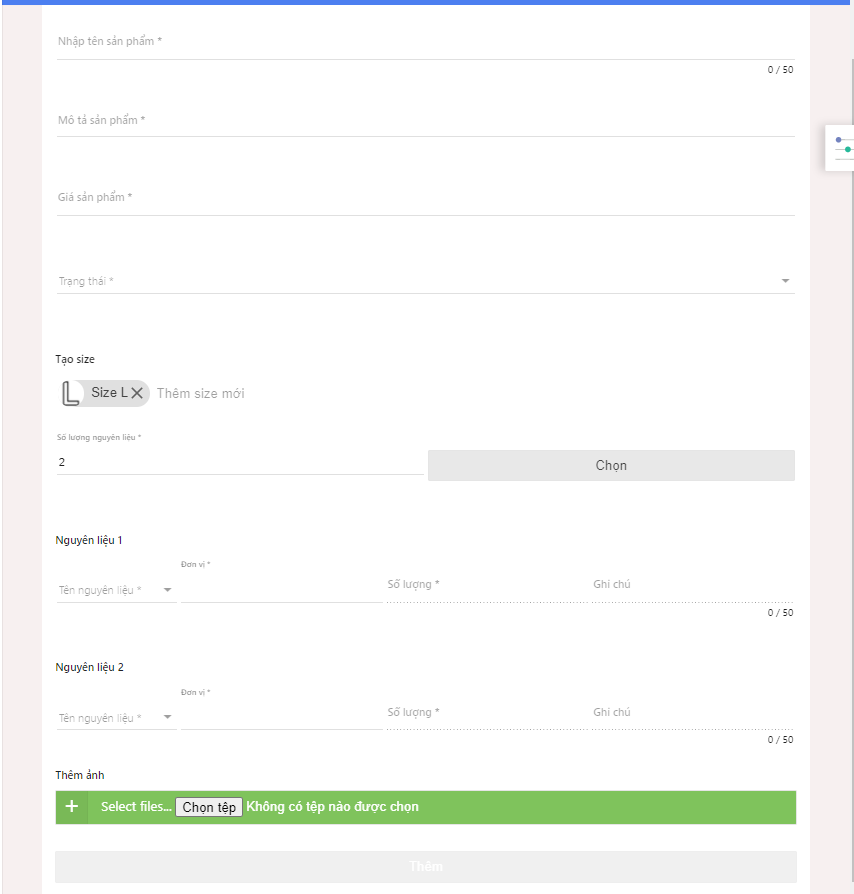 Nhập tên sản phẩm *
0 / 50
Mô tả sản phẩm *
Giá sản phẩm *
Trạng thái *
Tạo size
L Size L Thêm size mới
Số lượng nguyên liệu *
2 Chọn
Nguyên liệu 1
Đơn vị *
Tên nguyên liệu * Số lượng * Ghi chú
0 / 50
Nguyên liệu 2
Đơn vị *
Tên nguyên liệu * Số lượng * Ghi chú
0 / 50
Thêm ảnh
+ Select files... Chọn tệp Không có tệp nào được chọn
Thêm